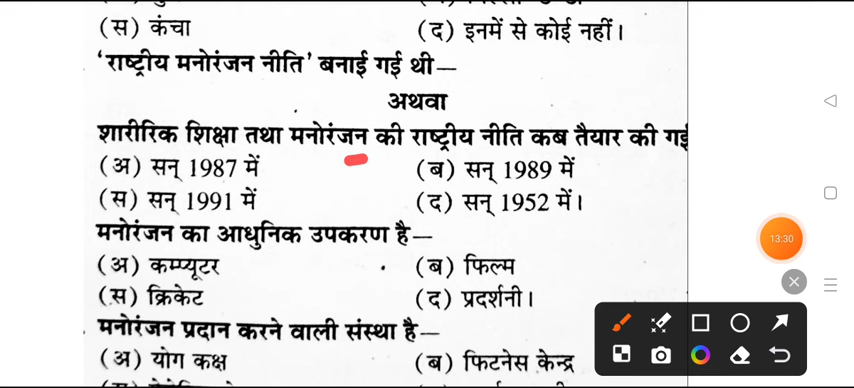 (स) कंचा (द) इनमें से कोई नहीं।
‘राष्ट्रीय मनोरंजन नीति’ बनाई गई थी—
अथवा
शारीरिक शिक्षा तथा मनोरंजन की राष्ट्रीय नीति कब तैयार की गई
(अ) सन् 1987 में (ब) सन् 1989 में
(स) सन् 1991 में (द) सन् 1952 में।
मनोरंजन का आधुनिक उपकरण है—
(अ) कम्प्यूटर (ब) फिल्म
(स) क्रिकेट (द) प्रदर्शनी।
13:30
मनोरंजन प्रदान करने वाली संस्था है—
(अ) योग कक्ष (ब) फिटनेस केन्द्र